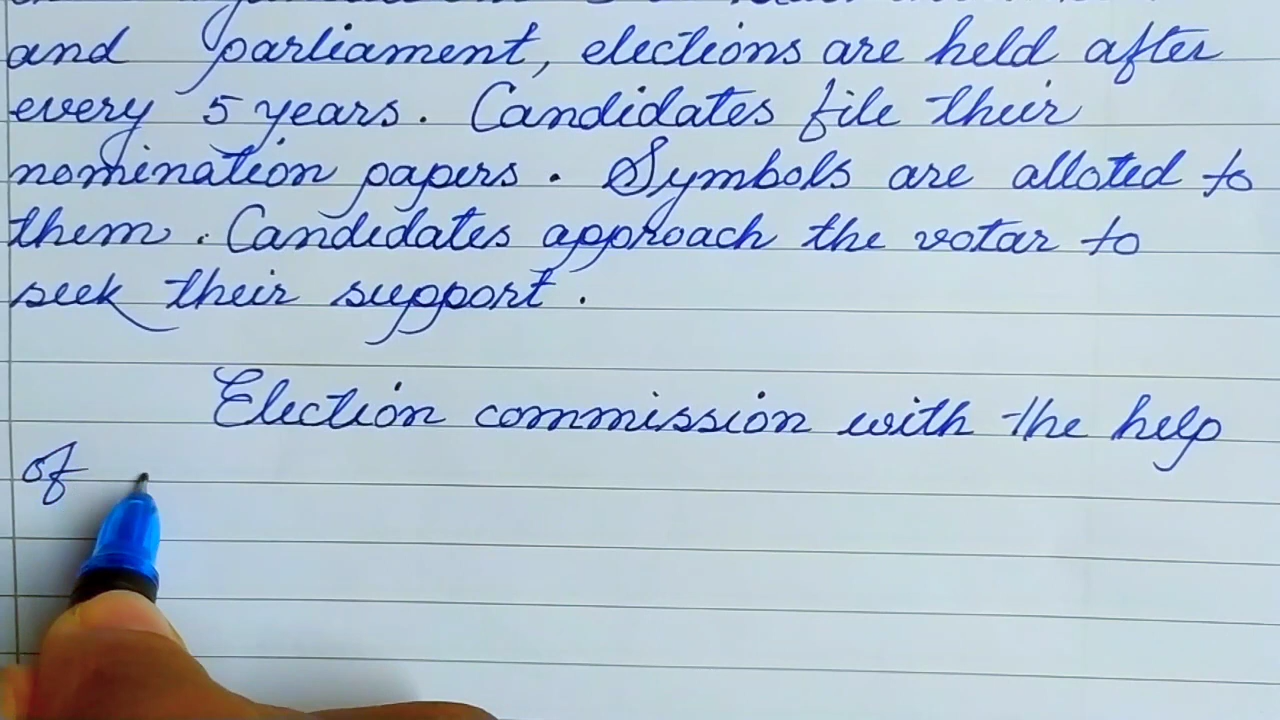 and parliament, elections are held after
every 5 years. Candidates file their
nomination papers. Symbols are alloted to
them. Candidates approach the votar to
seek their support.
Election commission with the help
of